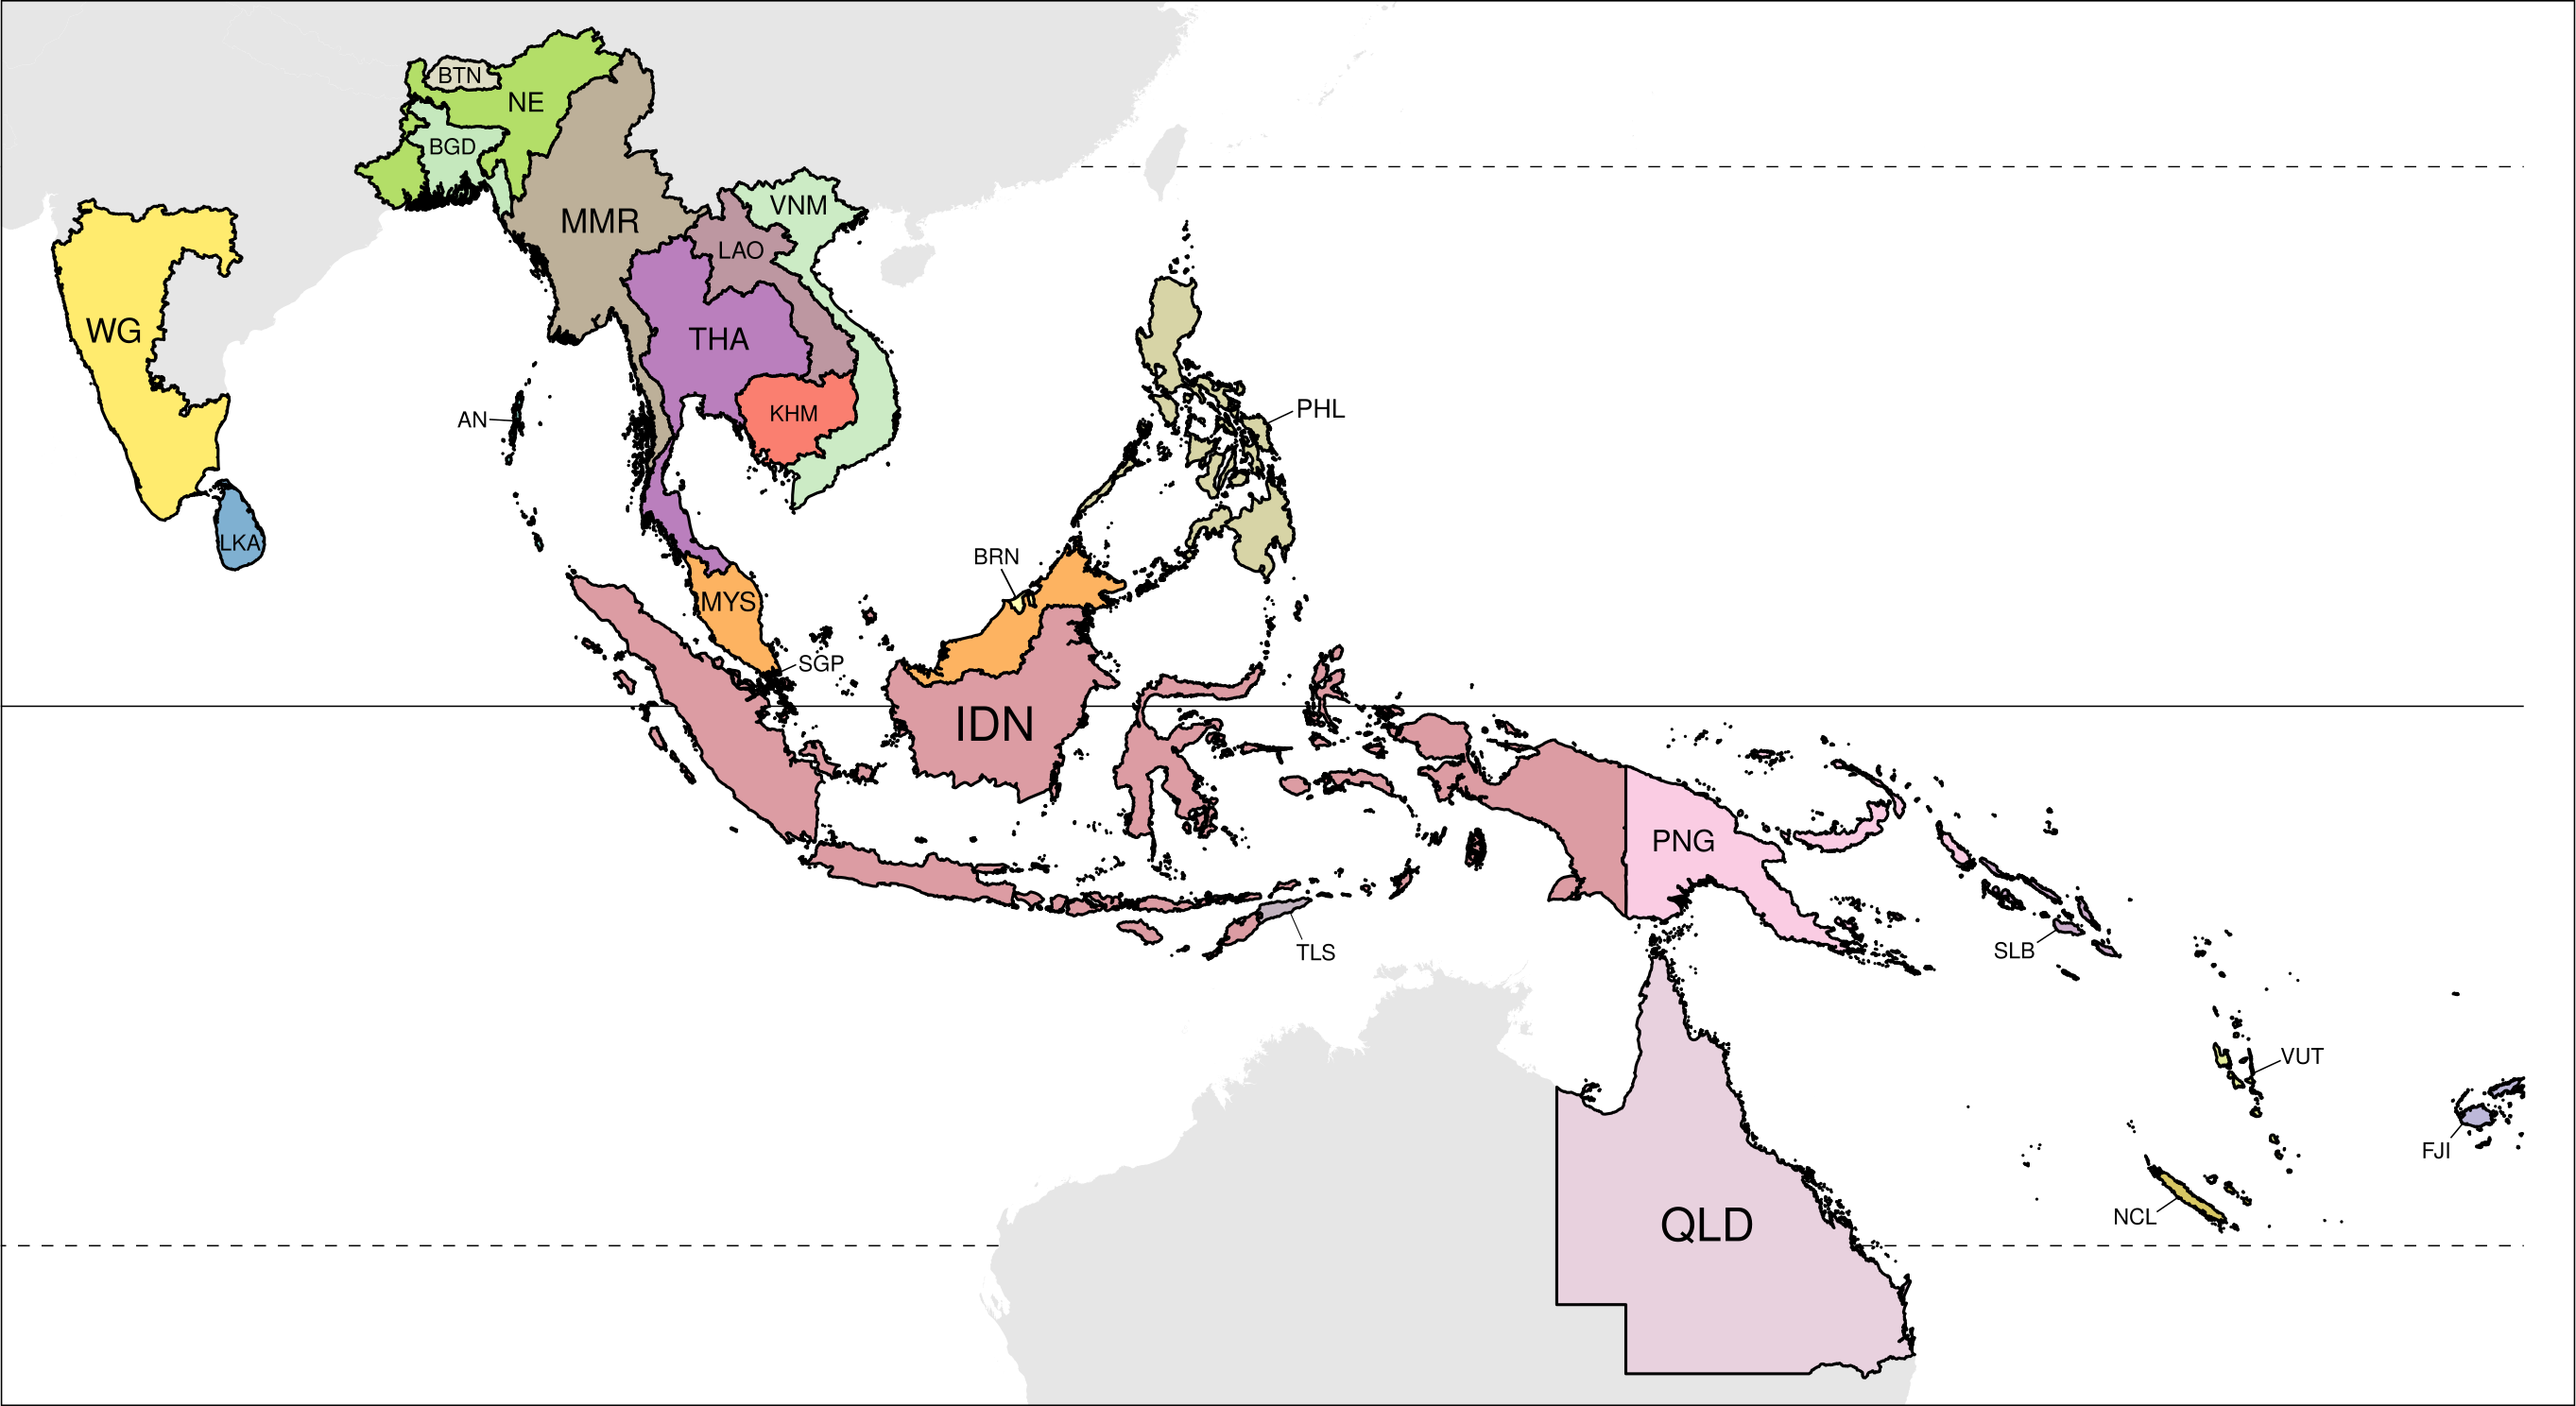 BTN
NE
BGD
VNM
MMR
LAO
WG
THA
PHL
KHM
AN
LKA
BRN
MYS
SGP
IDN
PNG
SLB
TLS
VUT
FJI
NCL
QLD